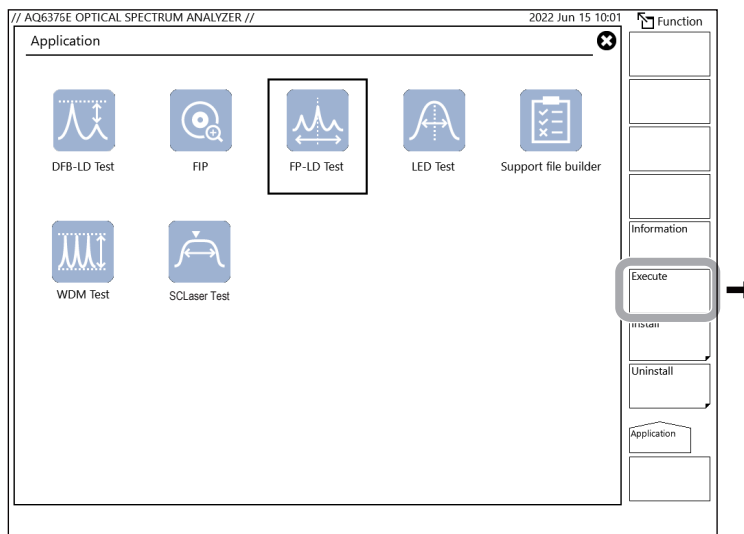 // AQ6375E OPTICAL SPECTRUM ANALYZER //
2022 Jun 15 10:01
Function
Application
DFB-LD Test
FIP
FP-LD Test
LED Test
Support file builder
WDM Test
SCLaser Test
Information
Execute
Install
Uninstall
Application